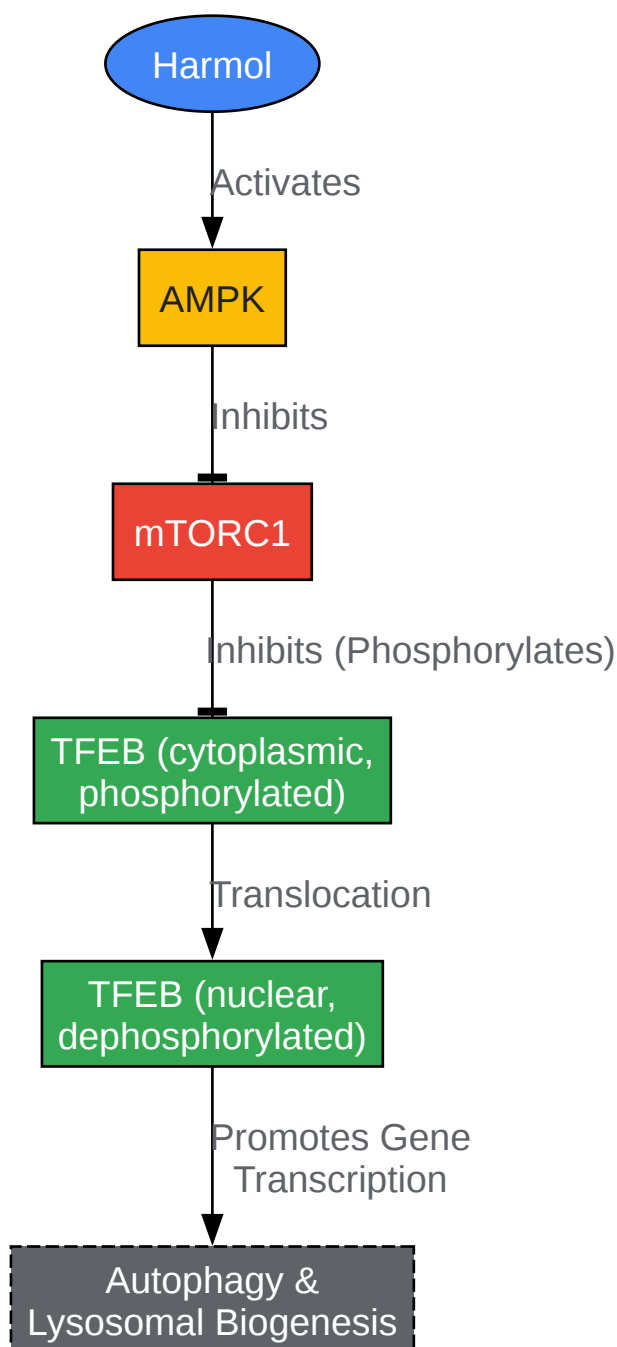 Harmol
Activates
AMPK
Inhibits
mTORC1
Inhibits (Phosphorylates)
TFEB (cytoplasmic,
phosphorylated)
Translocation
TFEB (nuclear,
dephosphorylated)
Promotes Gene
Transcription
Autophagy &
Lysosomal Biogenesis